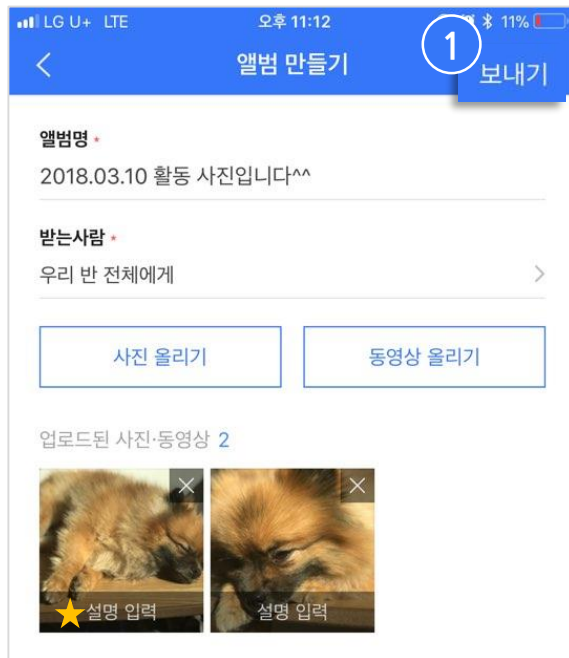 LG U+ LTE 오후 11:12 11%
앨범 만들기
1
보내기
앨범명 *
2018.03.10 활동 사진입니다^^
받는사람 *
우리 반 전체에게
사진 올리기 동영상 올리기
업로드된 사진·동영상 2
설명 입력 설명 입력